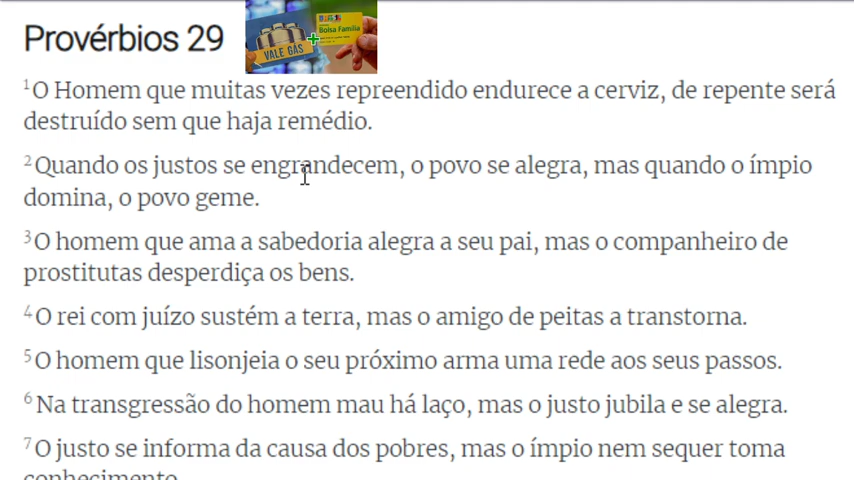 Provérbios 29
VALE GÁS
Bolsa Família
¹O Homem que muitas vezes repreendido endurece a cerviz, de repente será
destruído sem que haja remédio.
²Quando os justos se engrandecem, o povo se alegra, mas quando o ímpio
domina, o povo geme.
³O homem que ama a sabedoria alegra a seu pai, mas o companheiro de
prostitutas desperdiça os bens.
⁴O rei com juízo sustém a terra, mas o amigo de peitas a transtorna.
⁵O homem que lisonjeia o seu próximo arma uma rede aos seus passos.
⁶Na transgressão do homem mau há laço, mas o justo jubila e se alegra.
⁷O justo se informa da causa dos pobres, mas o ímpio nem sequer toma
conhecimento.